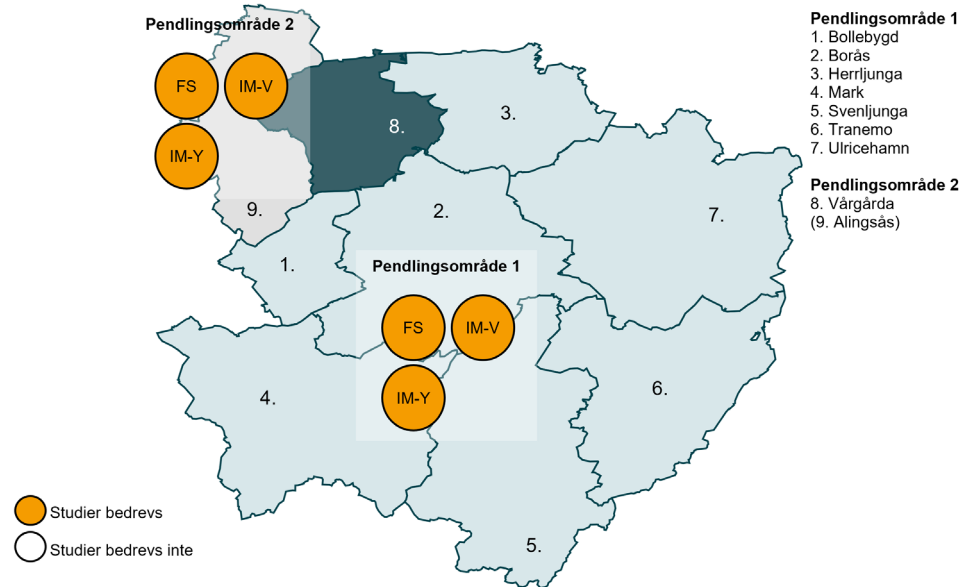 Pendlingsområde 2
FS
IM-V
IM-Y
8.
3.
9.
2.
7.
1.
Pendlingsområde 1
FS
IM-V
IM-Y
4.
6.
5.
Studier bedrevs
Studier bedrevs inte
Pendlingsområde 1
1. Bollebygd
2. Borås
3. Herrljunga
4. Mark
5. Svenljunga
6. Tranemo
7. Ulricehamn
Pendlingsområde 2
8. Vårgårda
(9. Alingsås)